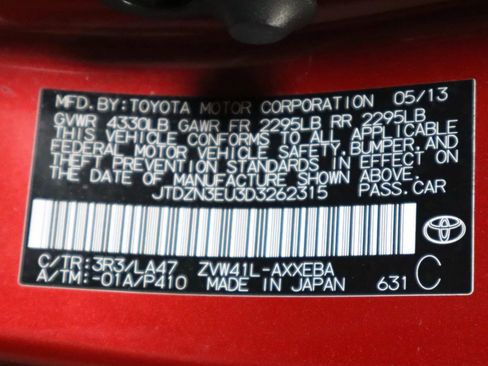 MFD. BY: TOYOTA MOTOR CORPORATION 05/13
GVWR 4330LB GAWR FR 2295LB RR 2295LB
THIS VEHICLE CONFORMS TO ALL APPLICABLE
FEDERAL MOTOR VEHICLE SAFETY, BUMPER, AND
THEFT PREVENTION STANDARDS IN EFFECT ON
THE DATE OF MANUFACTURE SHOWN ABOVE.
JTDZN3EU3D3262315 PASS. CAR
C/TR: 3R3/LA47 ZVW41L-AXXEBA C
A/TM: -01A/P410 MADE IN JAPAN 631